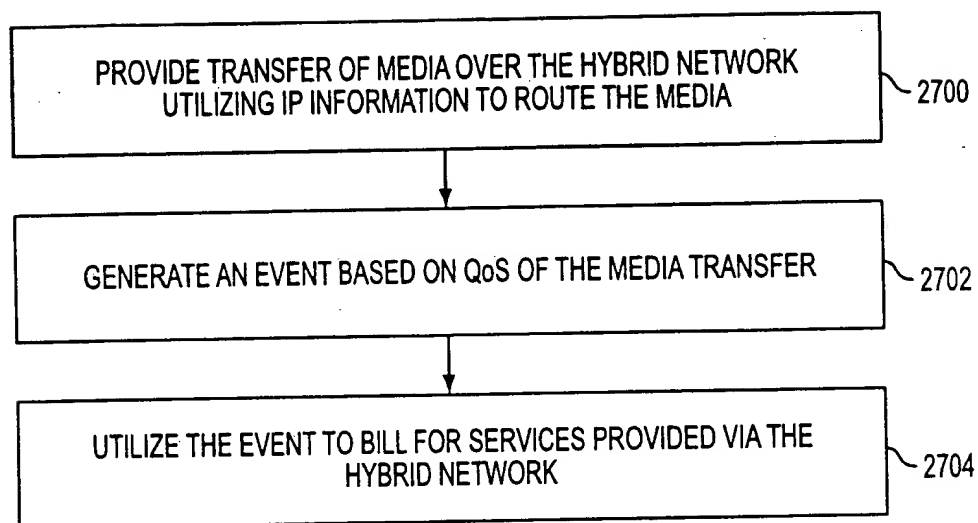 PROVIDE TRANSFER OF MEDIA OVER THE HYBRID NETWORK
UTILIZING IP INFORMATION TO ROUTE THE MEDIA
2700
GENERATE AN EVENT BASED ON QoS OF THE MEDIA TRANSFER
2702
UTILIZE THE EVENT TO BILL FOR SERVICES PROVIDED VIA THE
HYBRID NETWORK
2704